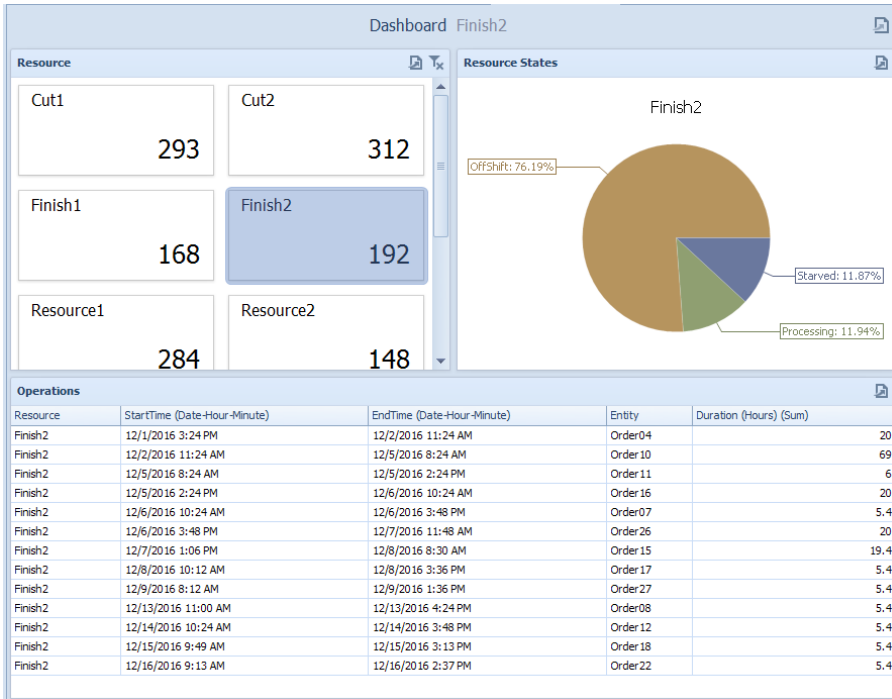 Dashboard Finish2
Resource
Cut1
293
Cut2
312
Finish1
168
Finish2
192
Resource1
284
Resource2
148
Resource States
Finish2
OffShift: 76.19%
Starved: 11.87%
Processing: 11.94%
Operations
Resource StartTime (Date-Hour-Minute) EndTime (Date-Hour-Minute) Entity Duration (Hours) (Sum)
Finish2 12/1/2016 3:24 PM 12/2/2016 11:24 AM Order04 20
Finish2 12/2/2016 11:24 AM 12/5/2016 8:24 AM Order10 69
Finish2 12/5/2016 8:24 AM 12/5/2016 2:24 PM Order11 6
Finish2 12/5/2016 2:24 PM 12/6/2016 10:24 AM Order16 20
Finish2 12/6/2016 10:24 AM 12/6/2016 3:48 PM Order07 5.4
Finish2 12/6/2016 3:48 PM 12/7/2016 11:48 AM Order26 20
Finish2 12/7/2016 1:06 PM 12/8/2016 8:30 AM Order15 19.4
Finish2 12/8/2016 10:12 AM 12/8/2016 3:36 PM Order17 5.4
Finish2 12/9/2016 8:12 AM 12/9/2016 1:36 PM Order27 5.4
Finish2 12/13/2016 11:00 AM 12/13/2016 4:24 PM Order08 5.4
Finish2 12/14/2016 10:24 AM 12/14/2016 3:48 PM Order12 5.4
Finish2 12/15/2016 9:49 AM 12/15/2016 3:13 PM Order18 5.4
Finish2 12/16/2016 9:13 AM 12/16/2016 2:37 PM Order22 5.4